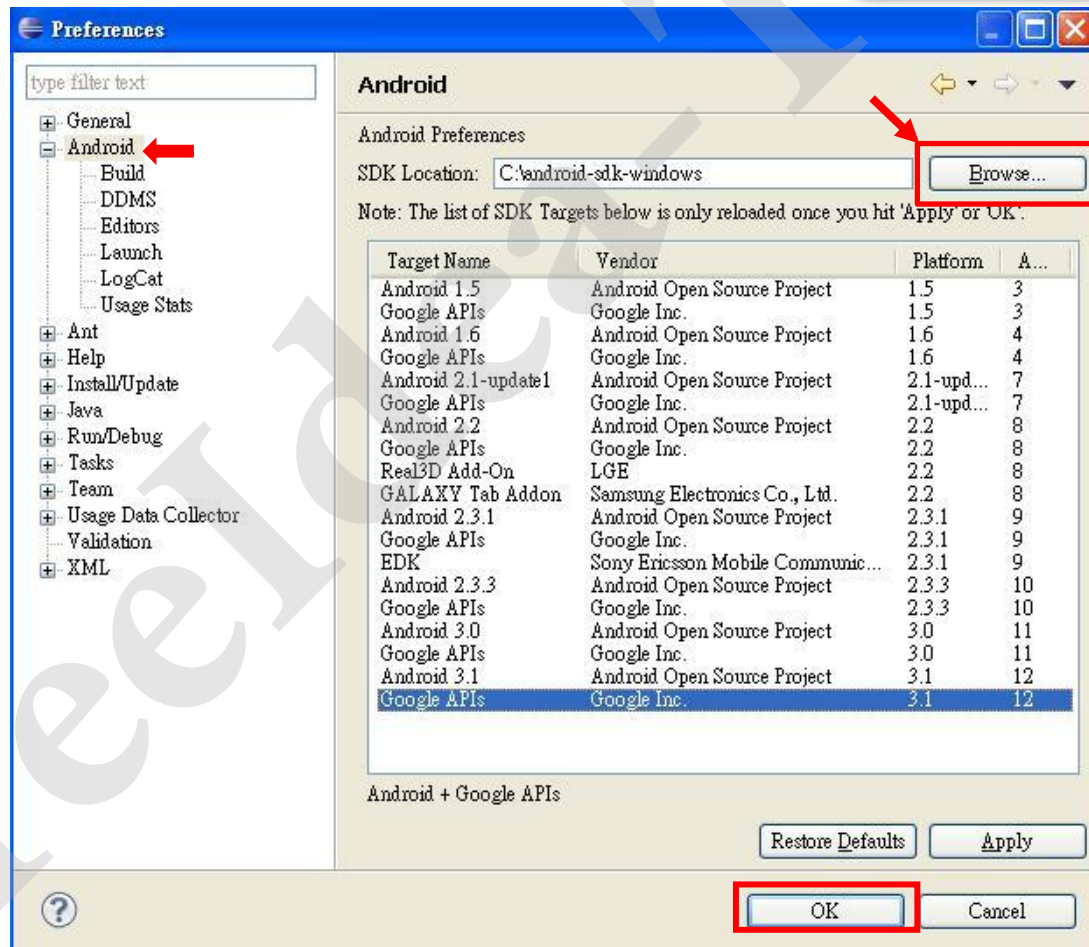 Preferences
type filter text
General
Android
Build
DDMS
Editors
Launch
LogCat
Usage Stats
Ant
Help
Install/Update
Java
Run/Debug
Tasks
Team
Usage Data Collector
Validation
XML
Android
Android Preferences
SDK Location: C:\android-sdk-windows Browse...
Note: The list of SDK Targets below is only reloaded once you hit 'Apply' or 'OK'.
Target Name Vendor Platform A...
Android 1.5 Android Open Source Project 1.5 3
Google APIs Google Inc. 1.5 3
Android 1.6 Android Open Source Project 1.6 4
Google APIs Google Inc. 1.6 4
Android 2.1-update1 Android Open Source Project 2.1-upd... 7
Google APIs Google Inc. 2.1-upd... 7
Android 2.2 Android Open Source Project 2.2 8
Google APIs Google Inc. 2.2 8
Real3D Add-On LGE 2.2 8
GALAXY Tab Addon Samsung Electronics Co., Ltd. 2.2 8
Android 2.3.1 Android Open Source Project 2.3.1 9
Google APIs Google Inc. 2.3.1 9
EDK Sony Ericsson Mobile Communic... 2.3.1 9
Android 2.3.3 Android Open Source Project 2.3.3 10
Google APIs Google Inc. 2.3.3 10
Android 3.0 Android Open Source Project 3.0 11
Google APIs Google Inc. 3.0 11
Android 3.1 Android Open Source Project 3.1 12
Google APIs Google Inc. 3.1 12
Android + Google APIs
Restore Defaults Apply
? OK Cancel